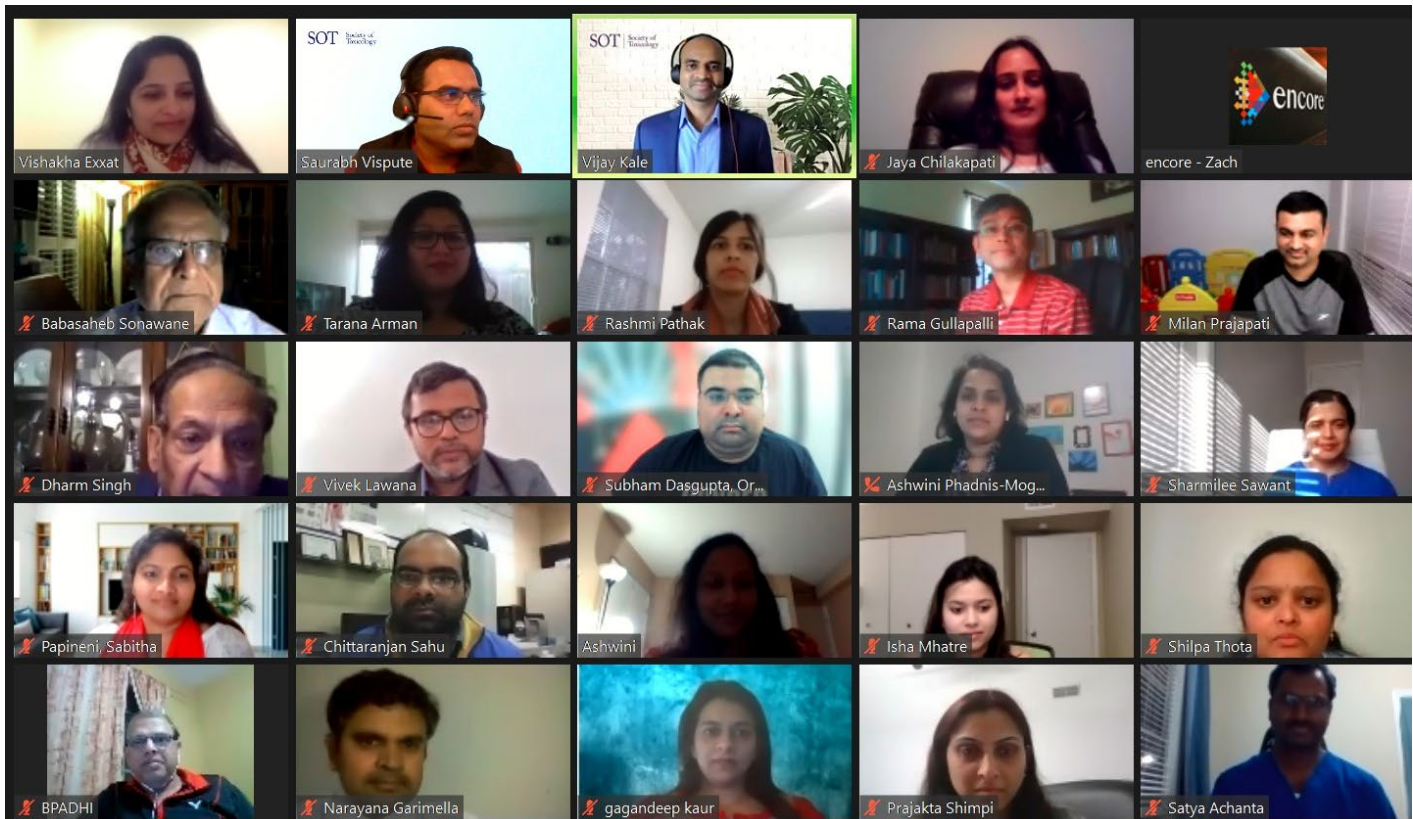 Vishakha Exxat
SOT Society of
Toxicology
Saurabh Vispute
SOT Society of
Toxicology
Vijay Kale
Jaya Chilakapati
encore
encore - Zach
Babasaheb Sonawane
Tarana Arman
Rashmi Pathak
Rama Gullapalli
Milan Prajapati
Dharm Singh
Vivek Lawana
Subham Dasgupta, Or...
Ashwini Phadnis-Mog...
Sharmilee Sawant
Papineni, Sabitha
Chittaranjan Sahu
Ashwini
Isha Mhatre
Shilpa Thota
BPADHI
Narayana Garimella
gagandeep kaur
Prajakta Shimpi
Satya Achanta